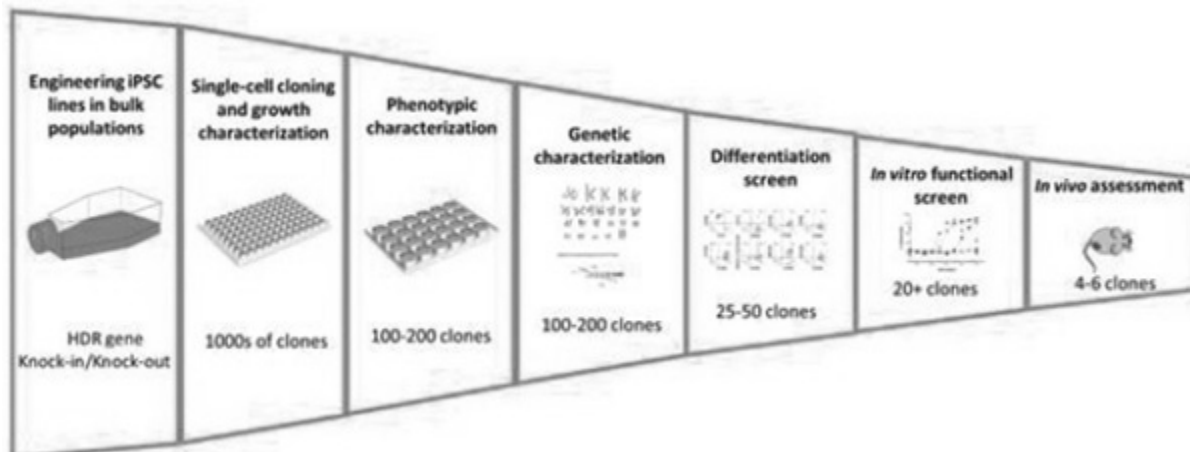 Engineering iPSC
lines in bulk
populations
HDR gene
Knock-in/Knock-out
Single-cell cloning
and growth
characterization
1000s of clones
Phenotypic
characterization
100-200 clones
Genetic
characterization
100-200 clones
Differentiation
screen
25-50 clones
In vitro functional
screen
20+ clones
In vivo assessment
4-6 clones